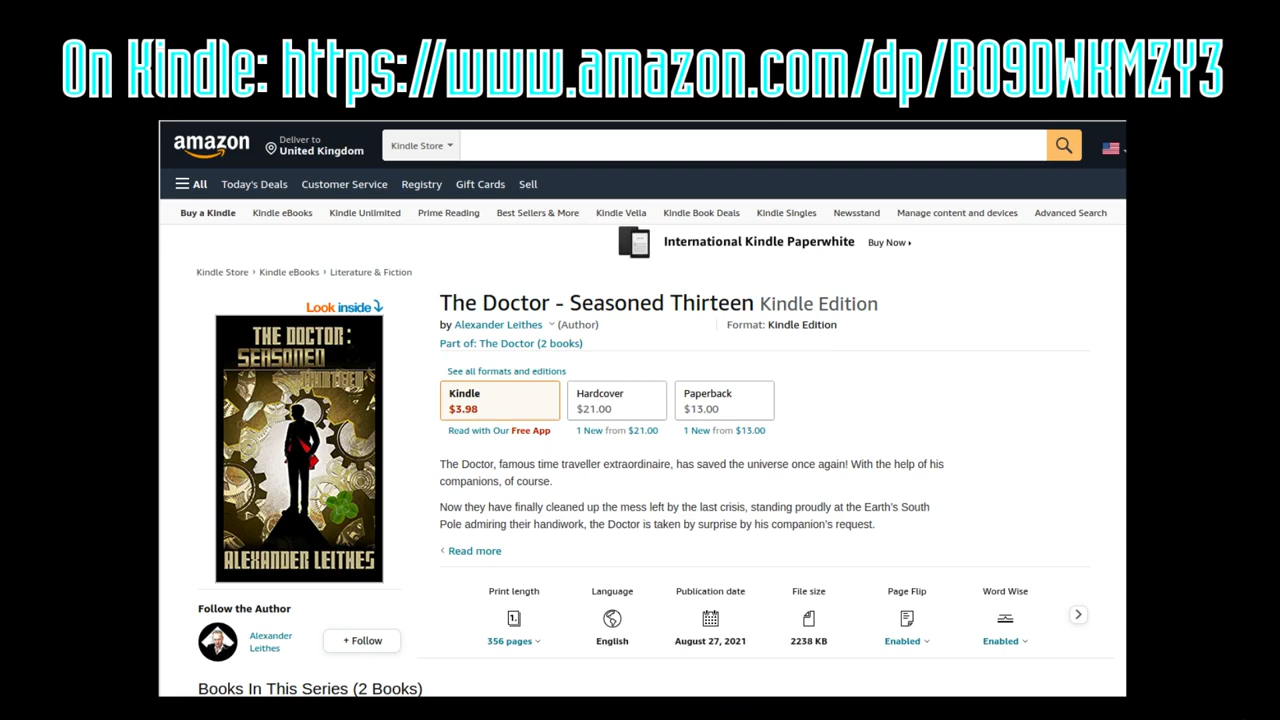 On Kindle: https://www.amazon.com/dp/B09DWKMZY3
amazon
Deliver to
United Kingdom
Kindle Store
All Today's Deals Customer Service Registry Gift Cards Sell
Buy a Kindle Kindle eBooks Kindle Unlimited Prime Reading Best Sellers & More Kindle Vella Kindle Book Deals Kindle Singles Newsstand Manage content and devices Advanced Search
International Kindle Paperwhite Buy Now
Kindle Store › Kindle eBooks › Literature & Fiction
Look inside
THE DOCTOR:
SEASONED
THIRTEEN
ALEXANDER LEITHES
The Doctor - Seasoned Thirteen Kindle Edition
by Alexander Leithes (Author) Format: Kindle Edition
Part of: The Doctor (2 books)
See all formats and editions
Kindle Hardcover Paperback
$3.98 $21.00 $13.00
Read with Our Free App 1 New from $21.00 1 New from $13.00
The Doctor, famous time traveller extraordinaire, has saved the universe once again! With the help of his
companions, of course.
Now they have finally cleaned up the mess left by the last crisis, standing proudly at the Earth's South
Pole admiring their handiwork, the Doctor is taken by surprise by his companion's request.
‹ Read more
Print length Language Publication date File size Page Flip Word Wise
1.
356 pages English August 27, 2021 2238 KB Enabled Enabled
Follow the Author
Alexander
Leithes
+ Follow
Books In This Series (2 Books)